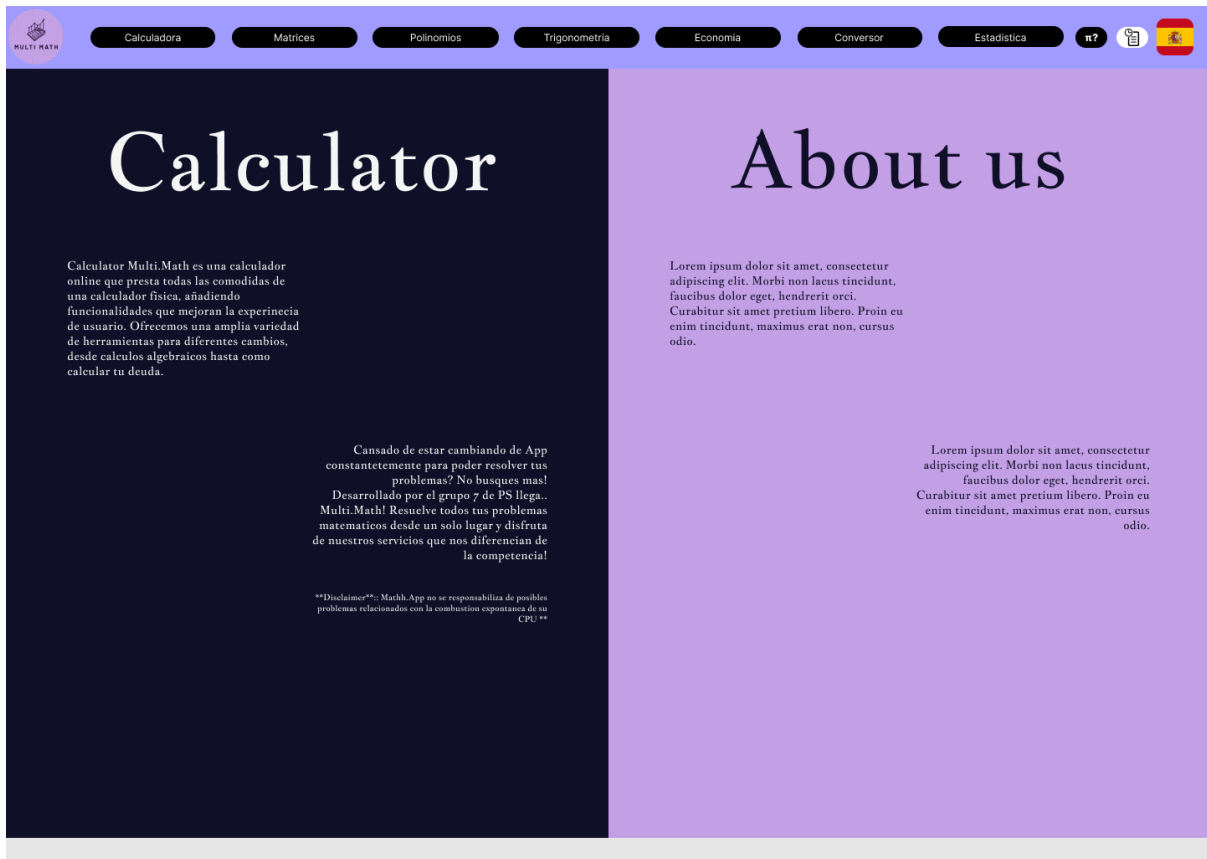 MULTI MATH
Calculadora
Matrices
Polinomios
Trigonometría
Economia
Conversor
Estadistica
π?
Calculator
Calculator Multi.Math es una calculador
online que presta todas las comodidas de
una calculador física, añadiendo
funcionalidades que mejoran la experinecia
de usuario. Ofrecemos una amplia variedad
de herramientas para diferentes cambios,
desde calculos algebraicos hasta como
calcular tu deuda.
Cansado de estar cambiando de App
constantetemente para poder resolver tus
problemas? No busques mas!
Desarrollado por el grupo 7 de PS llega..
Multi.Math! Resuelve todos tus problemas
matematicos desde un solo lugar y disfruta
de nuestros servicios que nos diferencian de
la competencia!
**Disclaimer**:: Mathh.App no se responsabiliza de posibles
problemas relacionados con la combustion expontanea de su
CPU **
About us
Lorem ipsum dolor sit amet, consectetur
adipiscing elit. Morbi non lacus tincidunt,
faucibus dolor eget, hendrerit orci.
Curabitur sit amet pretium libero. Proin eu
enim tincidunt, maximus erat non, cursus
odio.
Lorem ipsum dolor sit amet, consectetur
adipiscing elit. Morbi non lacus tincidunt,
faucibus dolor eget, hendrerit orci.
Curabitur sit amet pretium libero. Proin eu
enim tincidunt, maximus erat non, cursus
odio.